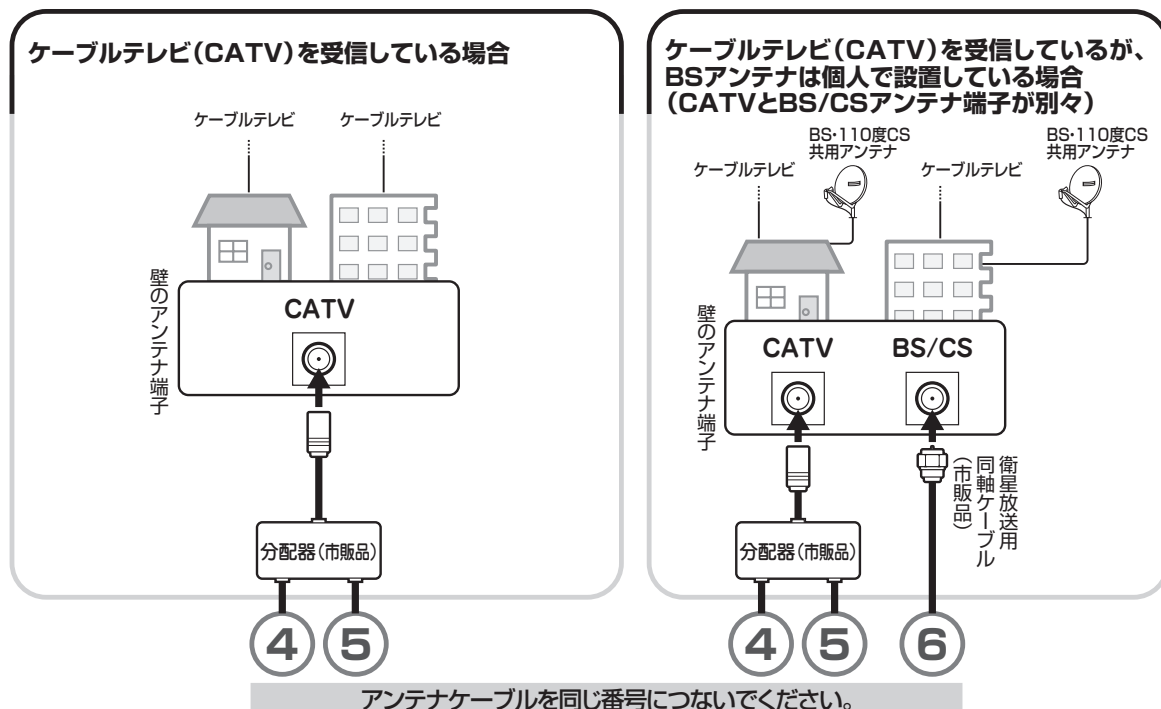 ケーブルテレビ（CATV）を受信している場合
ケーブルテレビ
ケーブルテレビ
壁のアンテナ端子
CATV
分配器（市販品）
④
⑤
ケーブルテレビ（CATV）を受信しているが、
BSアンテナは個人で設置している場合
（CATVとBS/CSアンテナ端子が別々）
ケーブルテレビ
BS・110度CS
共用アンテナ
ケーブルテレビ
BS・110度CS
共用アンテナ
壁のアンテナ端子
CATV
BS/CS
衛星放送用
同軸ケーブル
（市販品）
分配器（市販品）
④
⑤
⑥
アンテナケーブルを同じ番号につないでください。